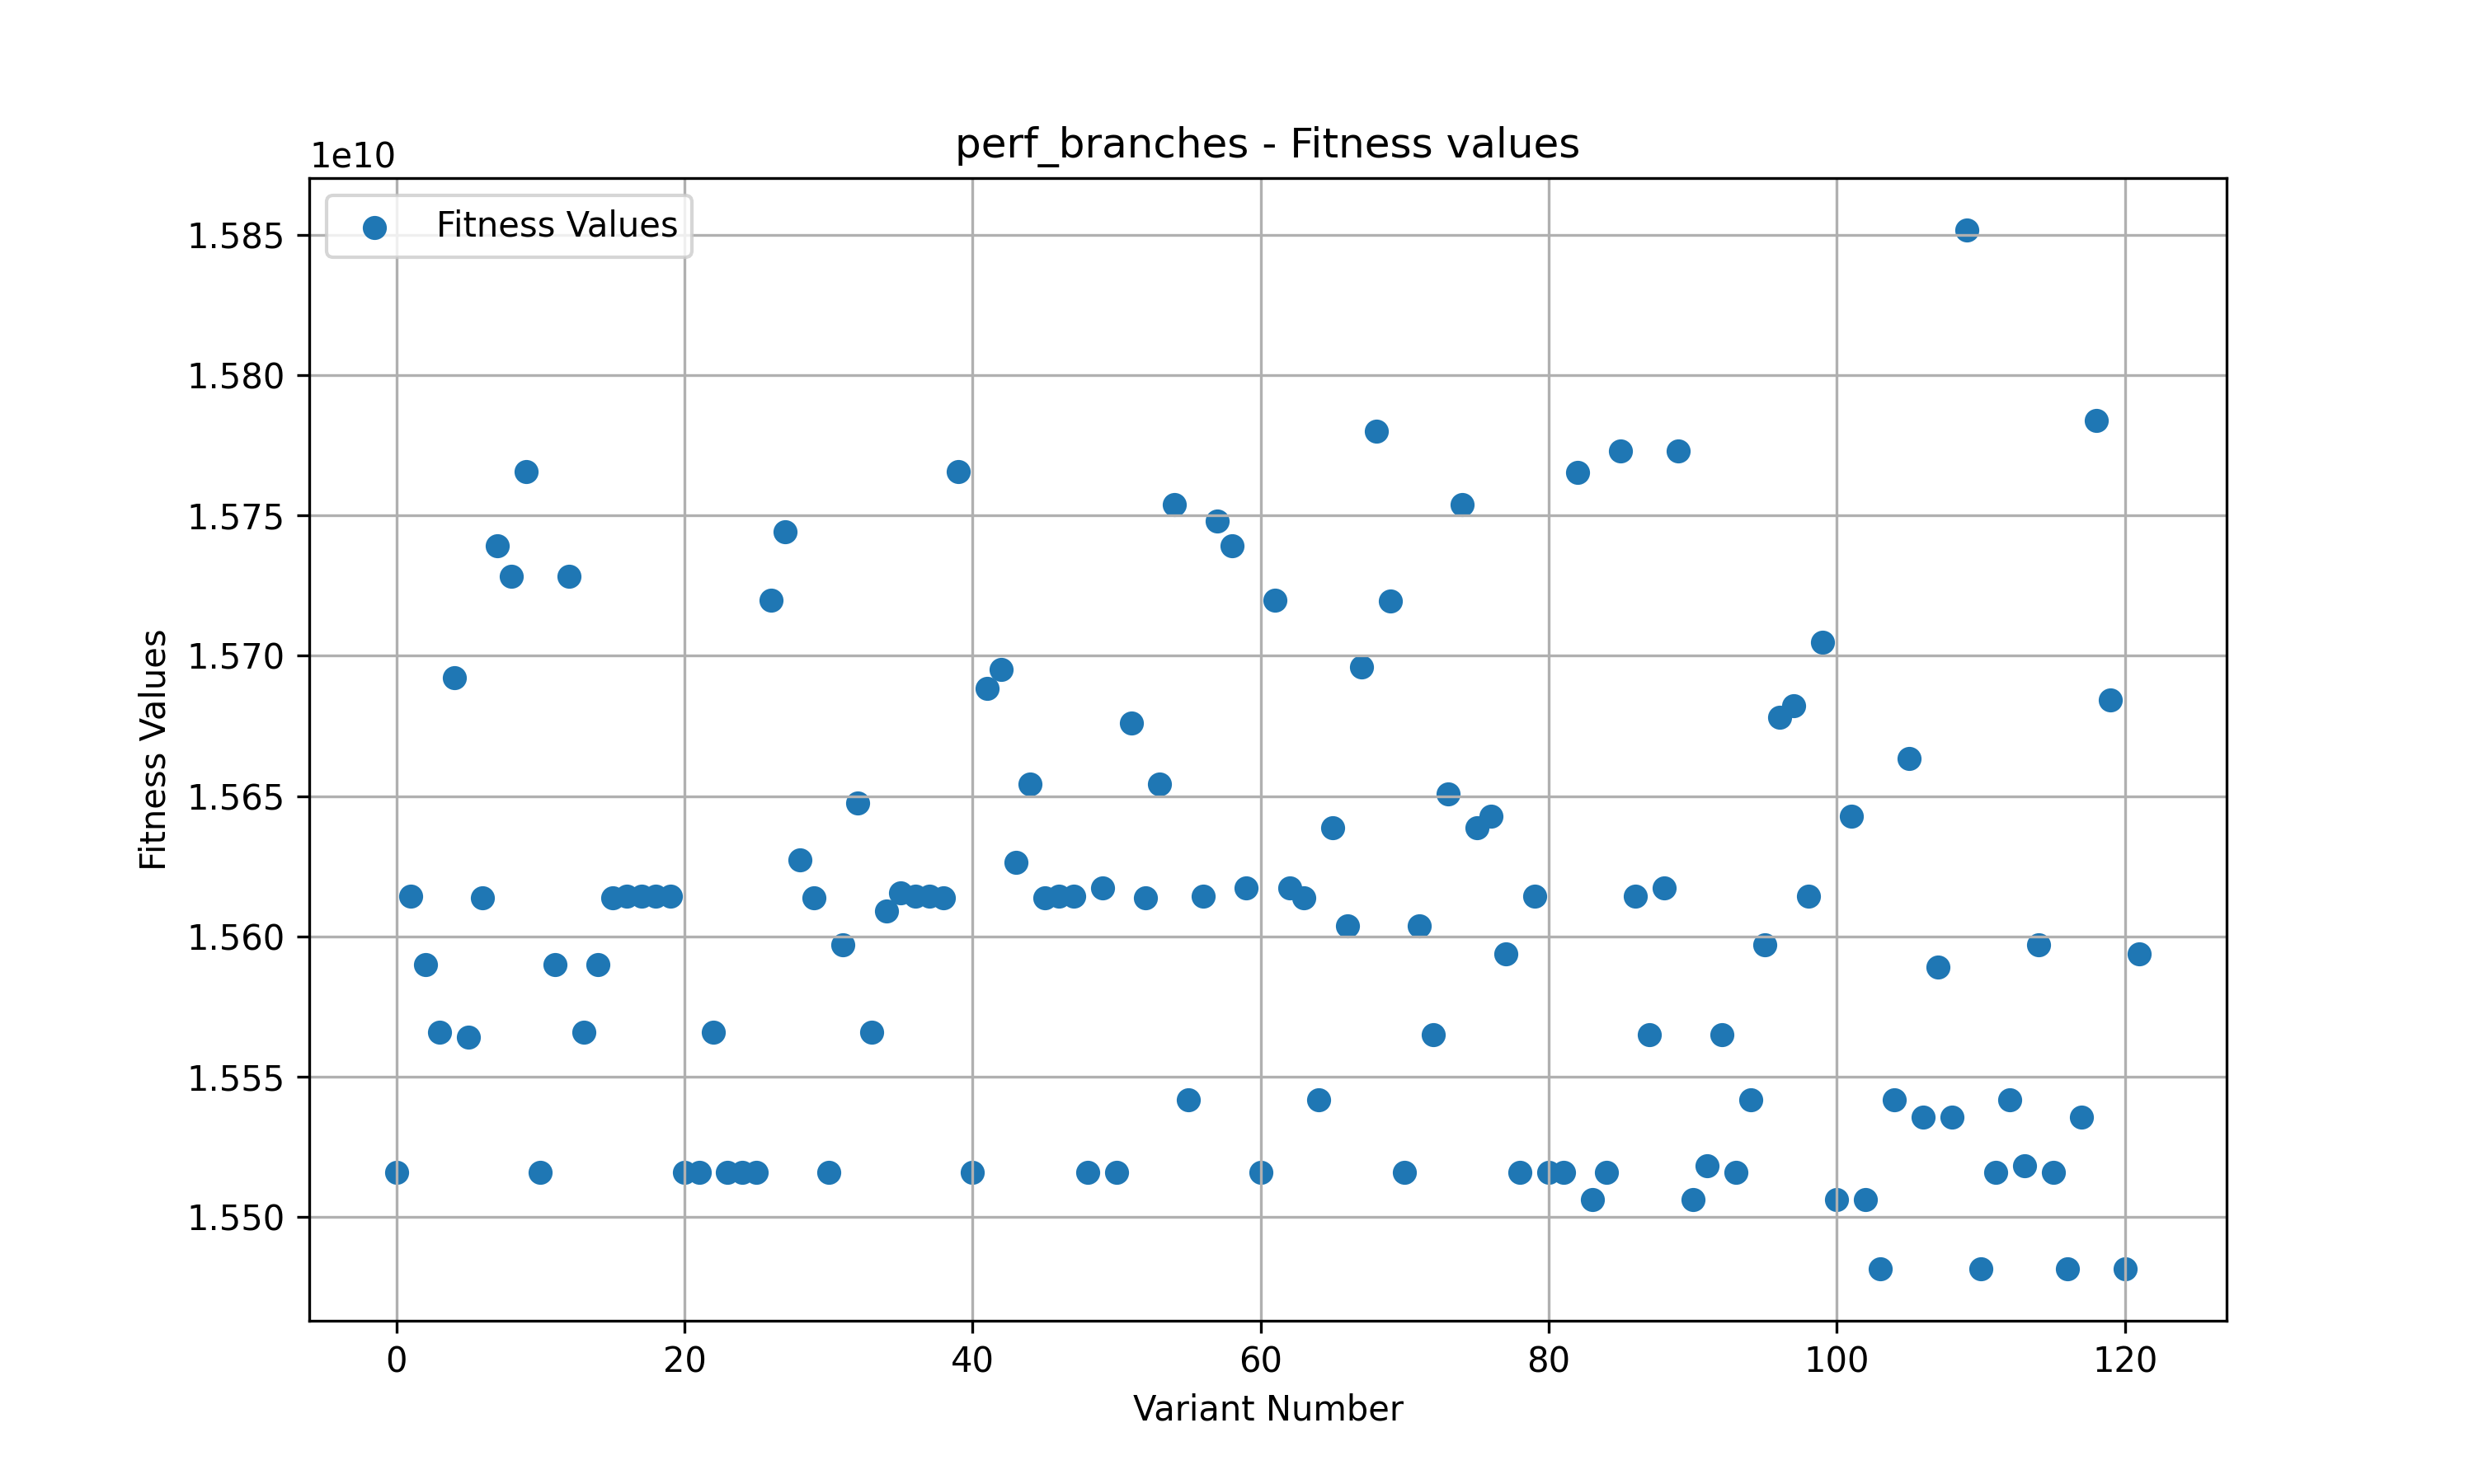 perf_branches - Fitness values
1e10
Fitness Values
1.585
1.580
1.575
1.570
1.565
1.560
1.555
1.550
Fitness Values
0 20 40 60 80 100 120
Variant Number